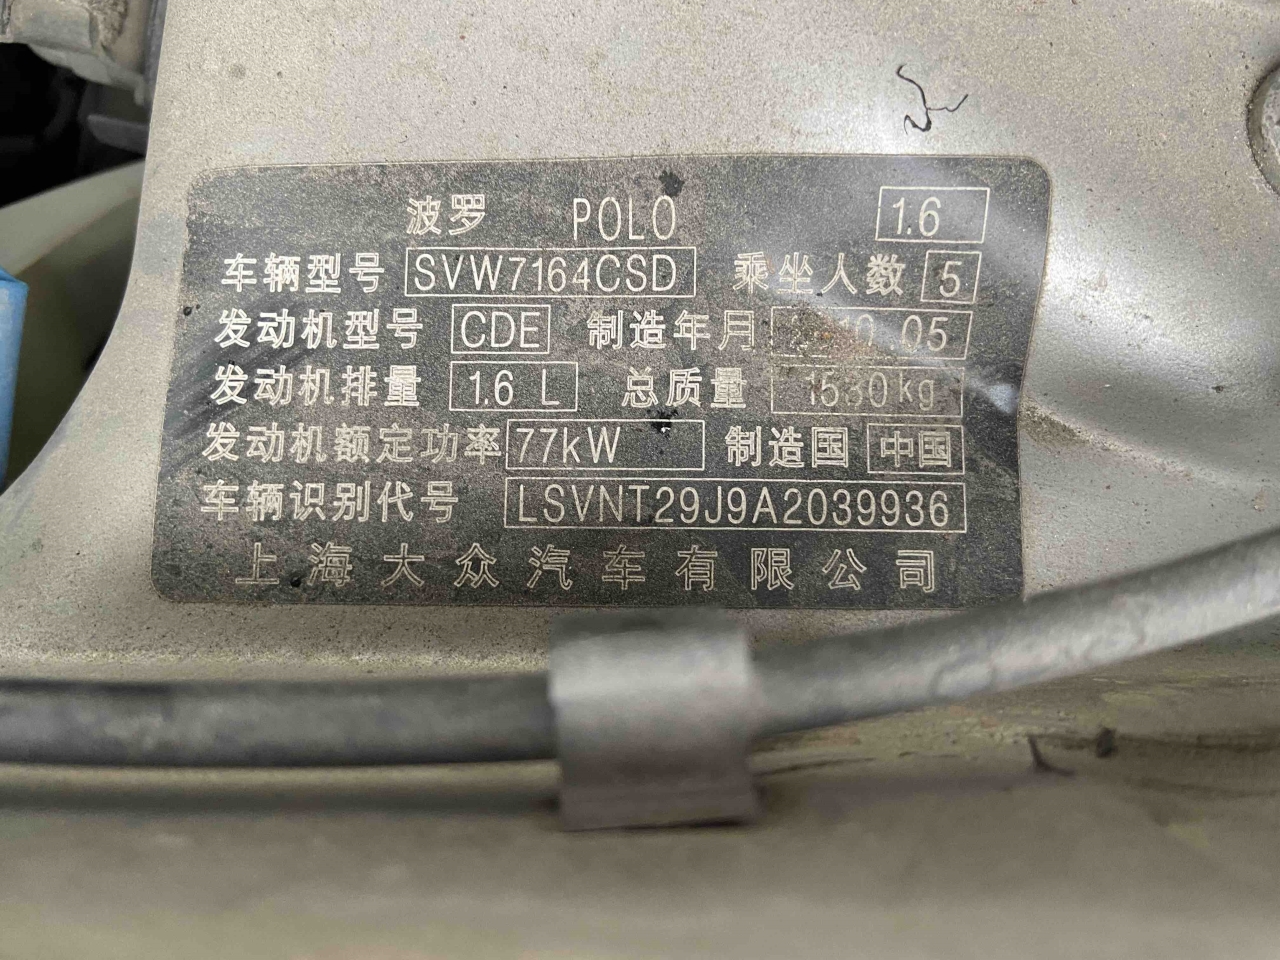 波罗 POLO 1.6
车辆型号 SVW7164CSD 乘坐人数 5
发动机型号 CDE 制造年月 .05
发动机排量 1.6 L 总质量 1530kg
发动机额定功率 77kW 制造国 中国
车辆识别代号 LSVNT29J9A2039936
上海大众汽车有限公司